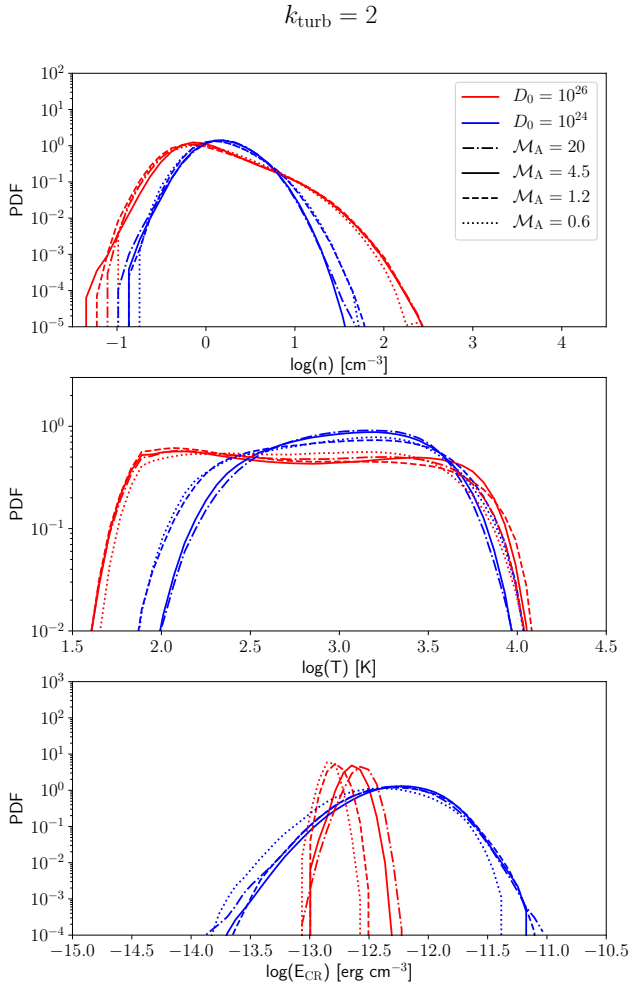 k_turb = 2
10^2
10^1
10^0
10^−1
10^−2
10^−3
10^−4
10^−5
PDF
D_0 = 10^26
D_0 = 10^24
M_A = 20
M_A = 4.5
M_A = 1.2
M_A = 0.6
−1 0 1 2 3 4
log(n) [cm^−3]
10^0
10^−1
10^−2
PDF
1.5 2.0 2.5 3.0 3.5 4.0 4.5
log(T) [K]
10^3
10^2
10^1
10^0
10^−1
10^−2
10^−3
10^−4
PDF
−15.0 −14.5 −14.0 −13.5 −13.0 −12.5 −12.0 −11.5 −11.0 −10.5
log(E_CR) [erg cm^−3]